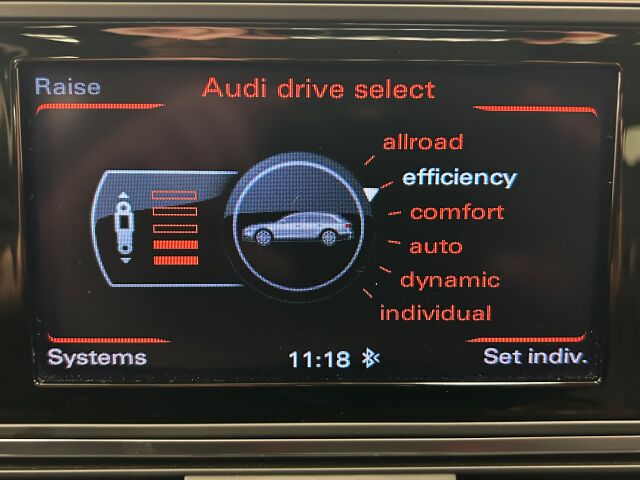 Raise
Audi drive select
allroad
efficiency
comfort
auto
dynamic
individual
Systems
11:18
Set indiv.